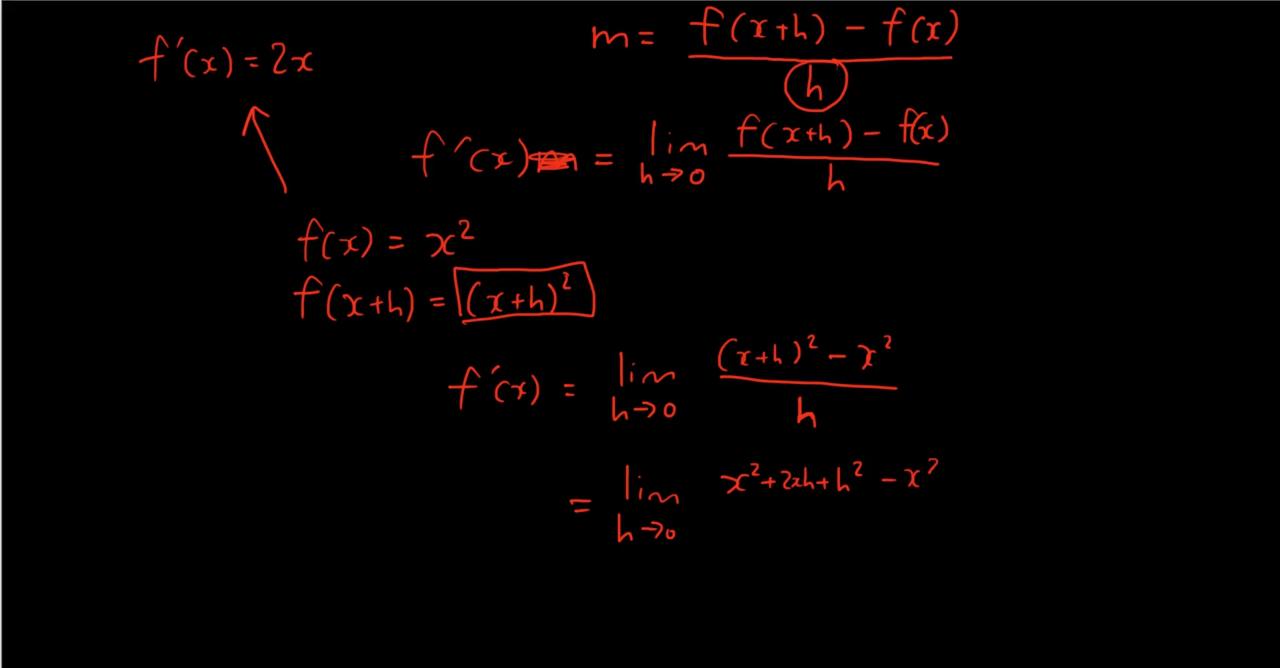 f'(x) = 2x
m = f(x+h) - f(x) / h
f'(x) = lim h→0 f(x+h) - f(x) / h
f(x) = x²
f(x+h) = (x+h)²
f'(x) = lim h→0 (x+h)² - x² / h
= lim h→0 x² + 2xh + h² - x²